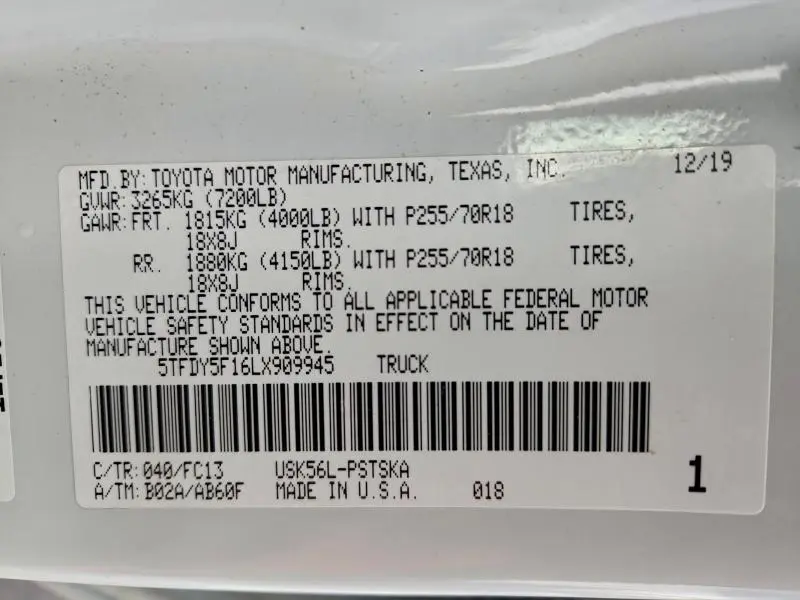 MFD.BY:TOYOTA MOTOR MANUFACTURING, TEXAS, INC. 12/19
GVWR:3265KG (7200LB)
GAWR:FRT. 1815KG (4000LB) WITH P255/70R18 TIRES,
18X8J RIMS.
RR. 1880KG (4150LB) WITH P255/70R18 TIRES,
18X8J RIMS.
THIS VEHICLE CONFORMS TO ALL APPLICABLE FEDERAL MOTOR
VEHICLE SAFETY STANDARDS IN EFFECT ON THE DATE OF
MANUFACTURE SHOWN ABOVE.
5TFDY5F16LX909945 TRUCK
C/TR:040/FC13 USK56L-PSTSKA
A/TM:B02A/AB60F MADE IN U.S.A. 018 1